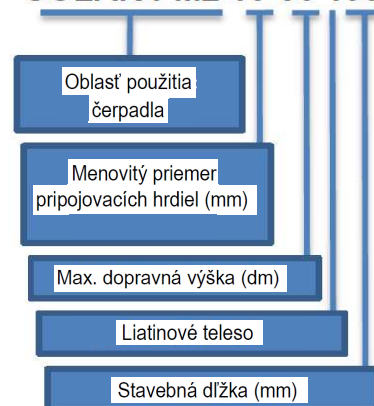 Oblasť použitia
čerpadla
Menovitý priemer
pripojovacích hrdiel (mm)
Max. dopravná výška (dm)
Liatinové teleso
Stavebná dĺžka (mm)